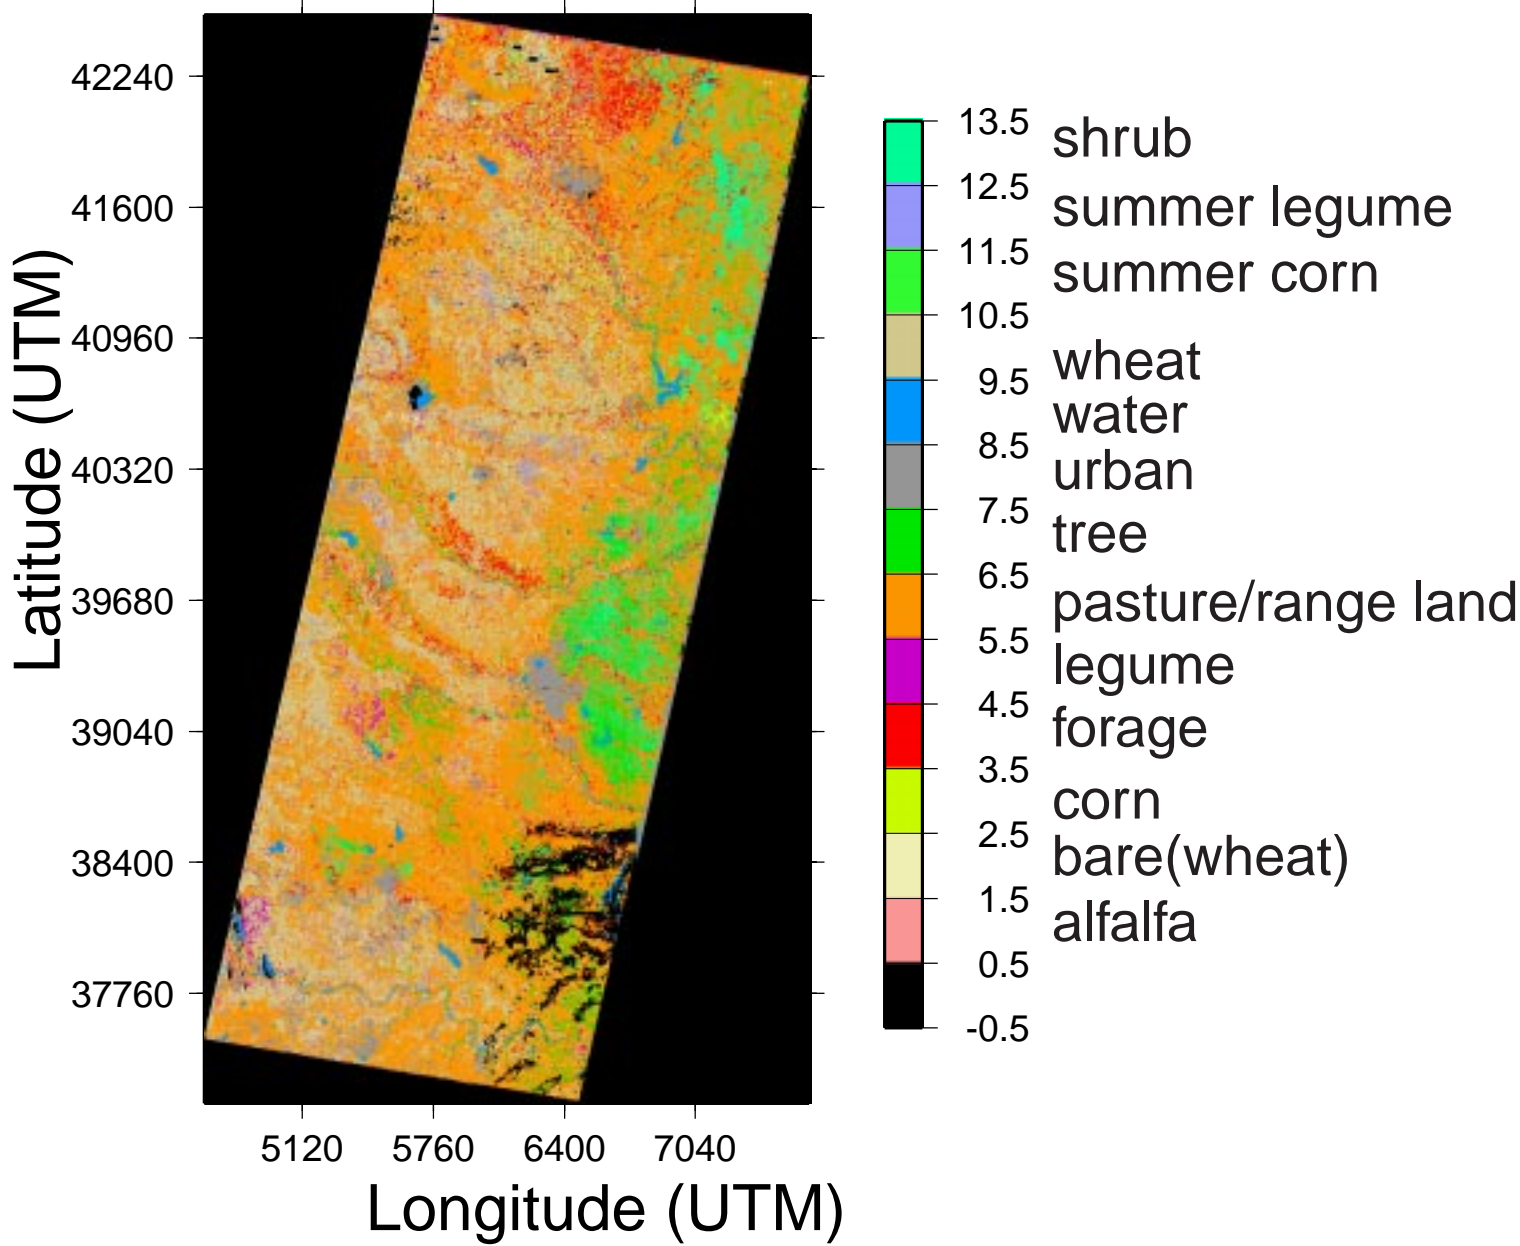 Latitude (UTM)
42240
41600
40960
40320
39680
39040
38400
37760
5120 5760 6400 7040
Longitude (UTM)
13.5
shrub
12.5
summer legume
11.5
summer corn
10.5
wheat
9.5
water
8.5
urban
7.5
tree
6.5
pasture/range land
5.5
legume
4.5
forage
3.5
corn
2.5
bare(wheat)
1.5
alfalfa
0.5
-0.5